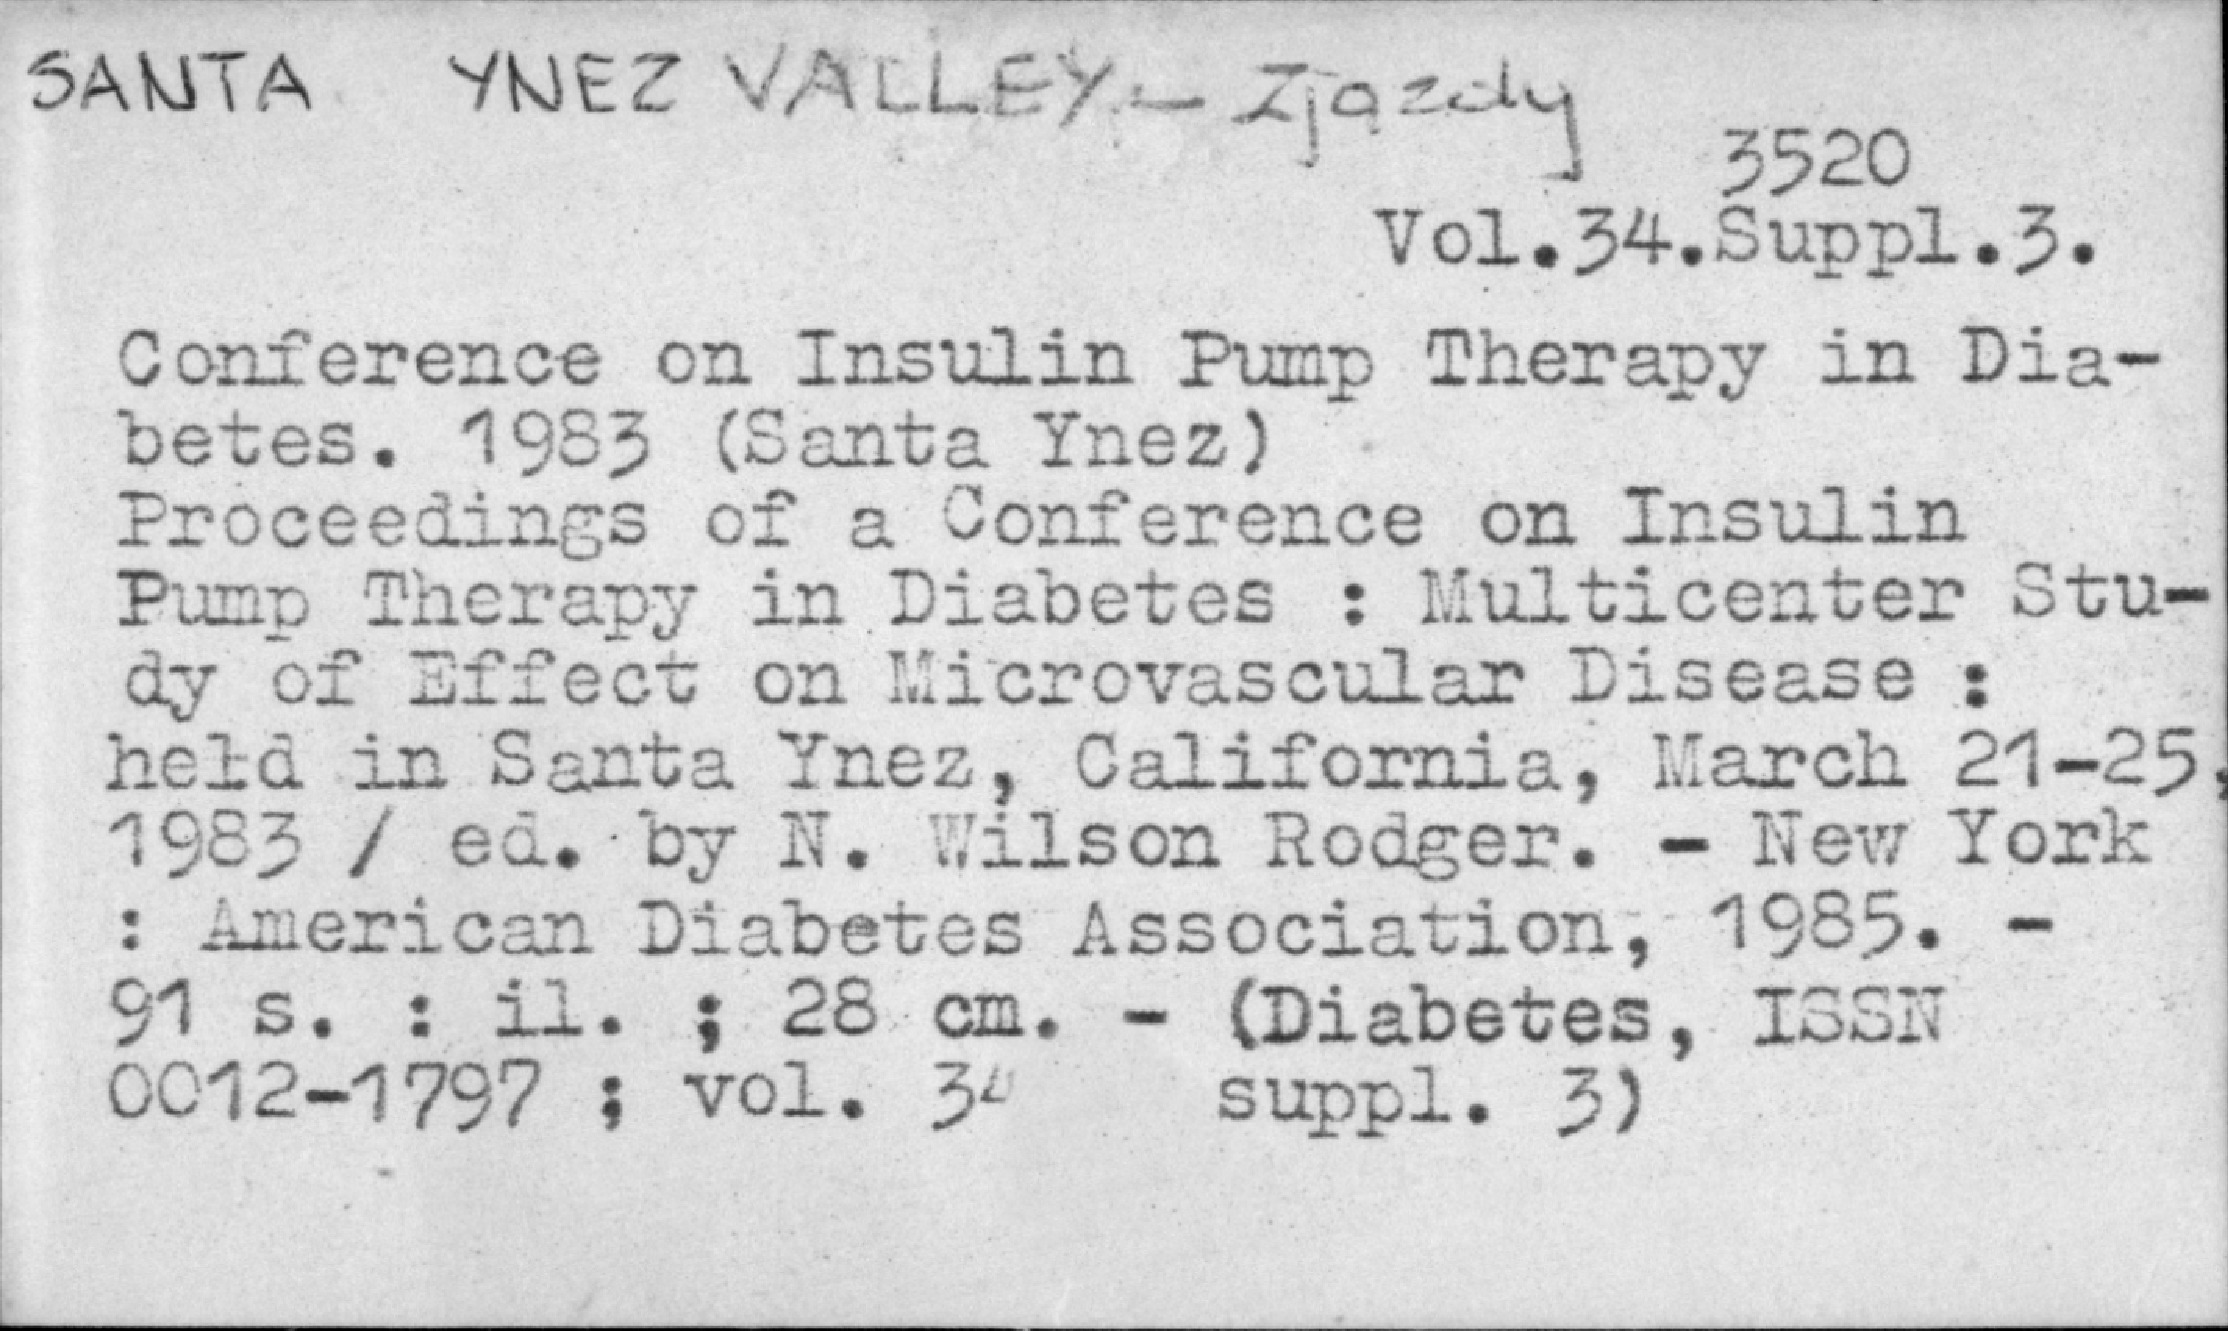 SANTA YNEZ VALLEY - Zjazdy
3520
Vol.34.Suppl.3.
Conference on Insulin Pump Therapy in Dia-
betes. 1983 (Santa Ynez)
Proceedings of a Conference on Insulin
Pump Therapy in Diabetes : Multicenter Stu-
dy of Effect on Microvascular Disease :
held in Santa Ynez, California, March 21-25,
1983 / ed. by N. Wilson Rodger. - New York
: American Diabetes Association, 1985. -
91 s. : il. ; 28 cm. - (Diabetes, ISSN
0012-1797 ; vol. 34 suppl. 3)